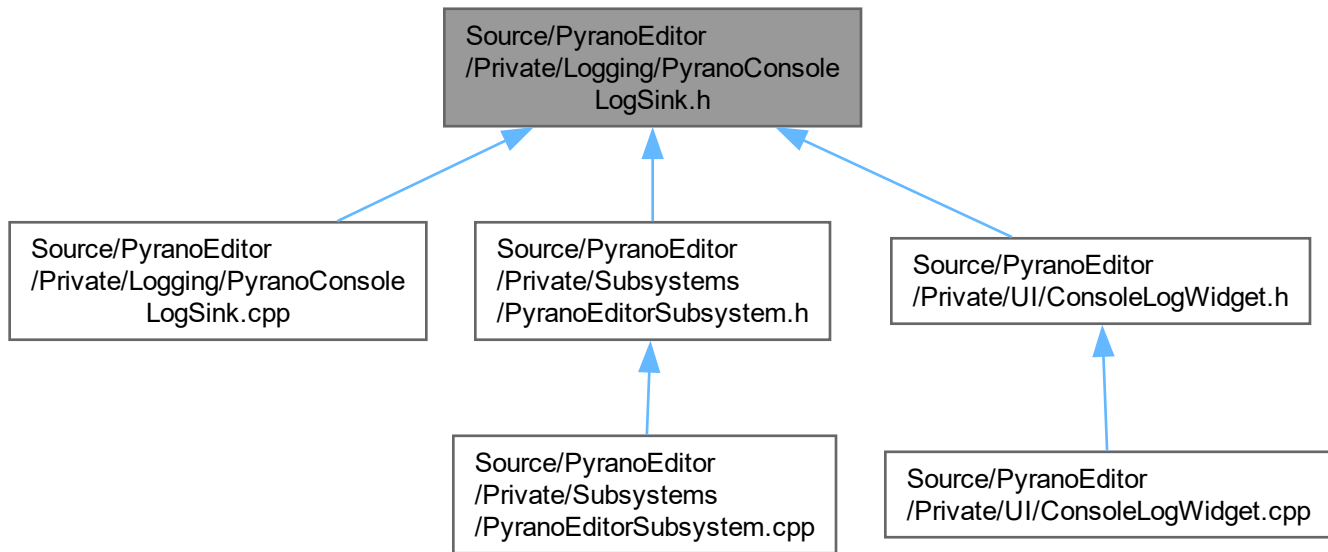 Source/PyranoEditor
/Private/Logging/PyranoConsole
LogSink.h
Source/PyranoEditor
/Private/Logging/PyranoConsole
LogSink.cpp
Source/PyranoEditor
/Private/Subsystems
/PyranoEditorSubsystem.h
Source/PyranoEditor
/Private/UI/ConsoleLogWidget.h
Source/PyranoEditor
/Private/Subsystems
/PyranoEditorSubsystem.cpp
Source/PyranoEditor
/Private/UI/ConsoleLogWidget.cpp